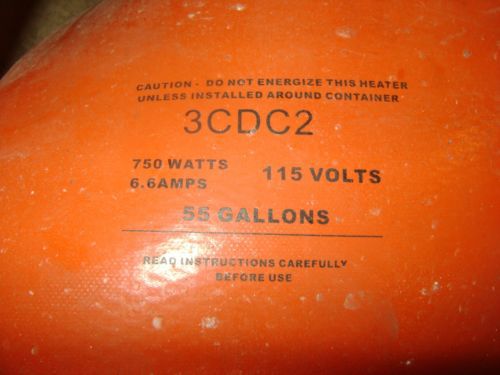 CAUTION - DO NOT ENERGIZE THIS HEATER
UNLESS INSTALLED AROUND CONTAINER
3CDC2
750 WATTS
6.6AMPS
115 VOLTS
55 GALLONS
READ INSTRUCTIONS CAREFULLY
BEFORE USE